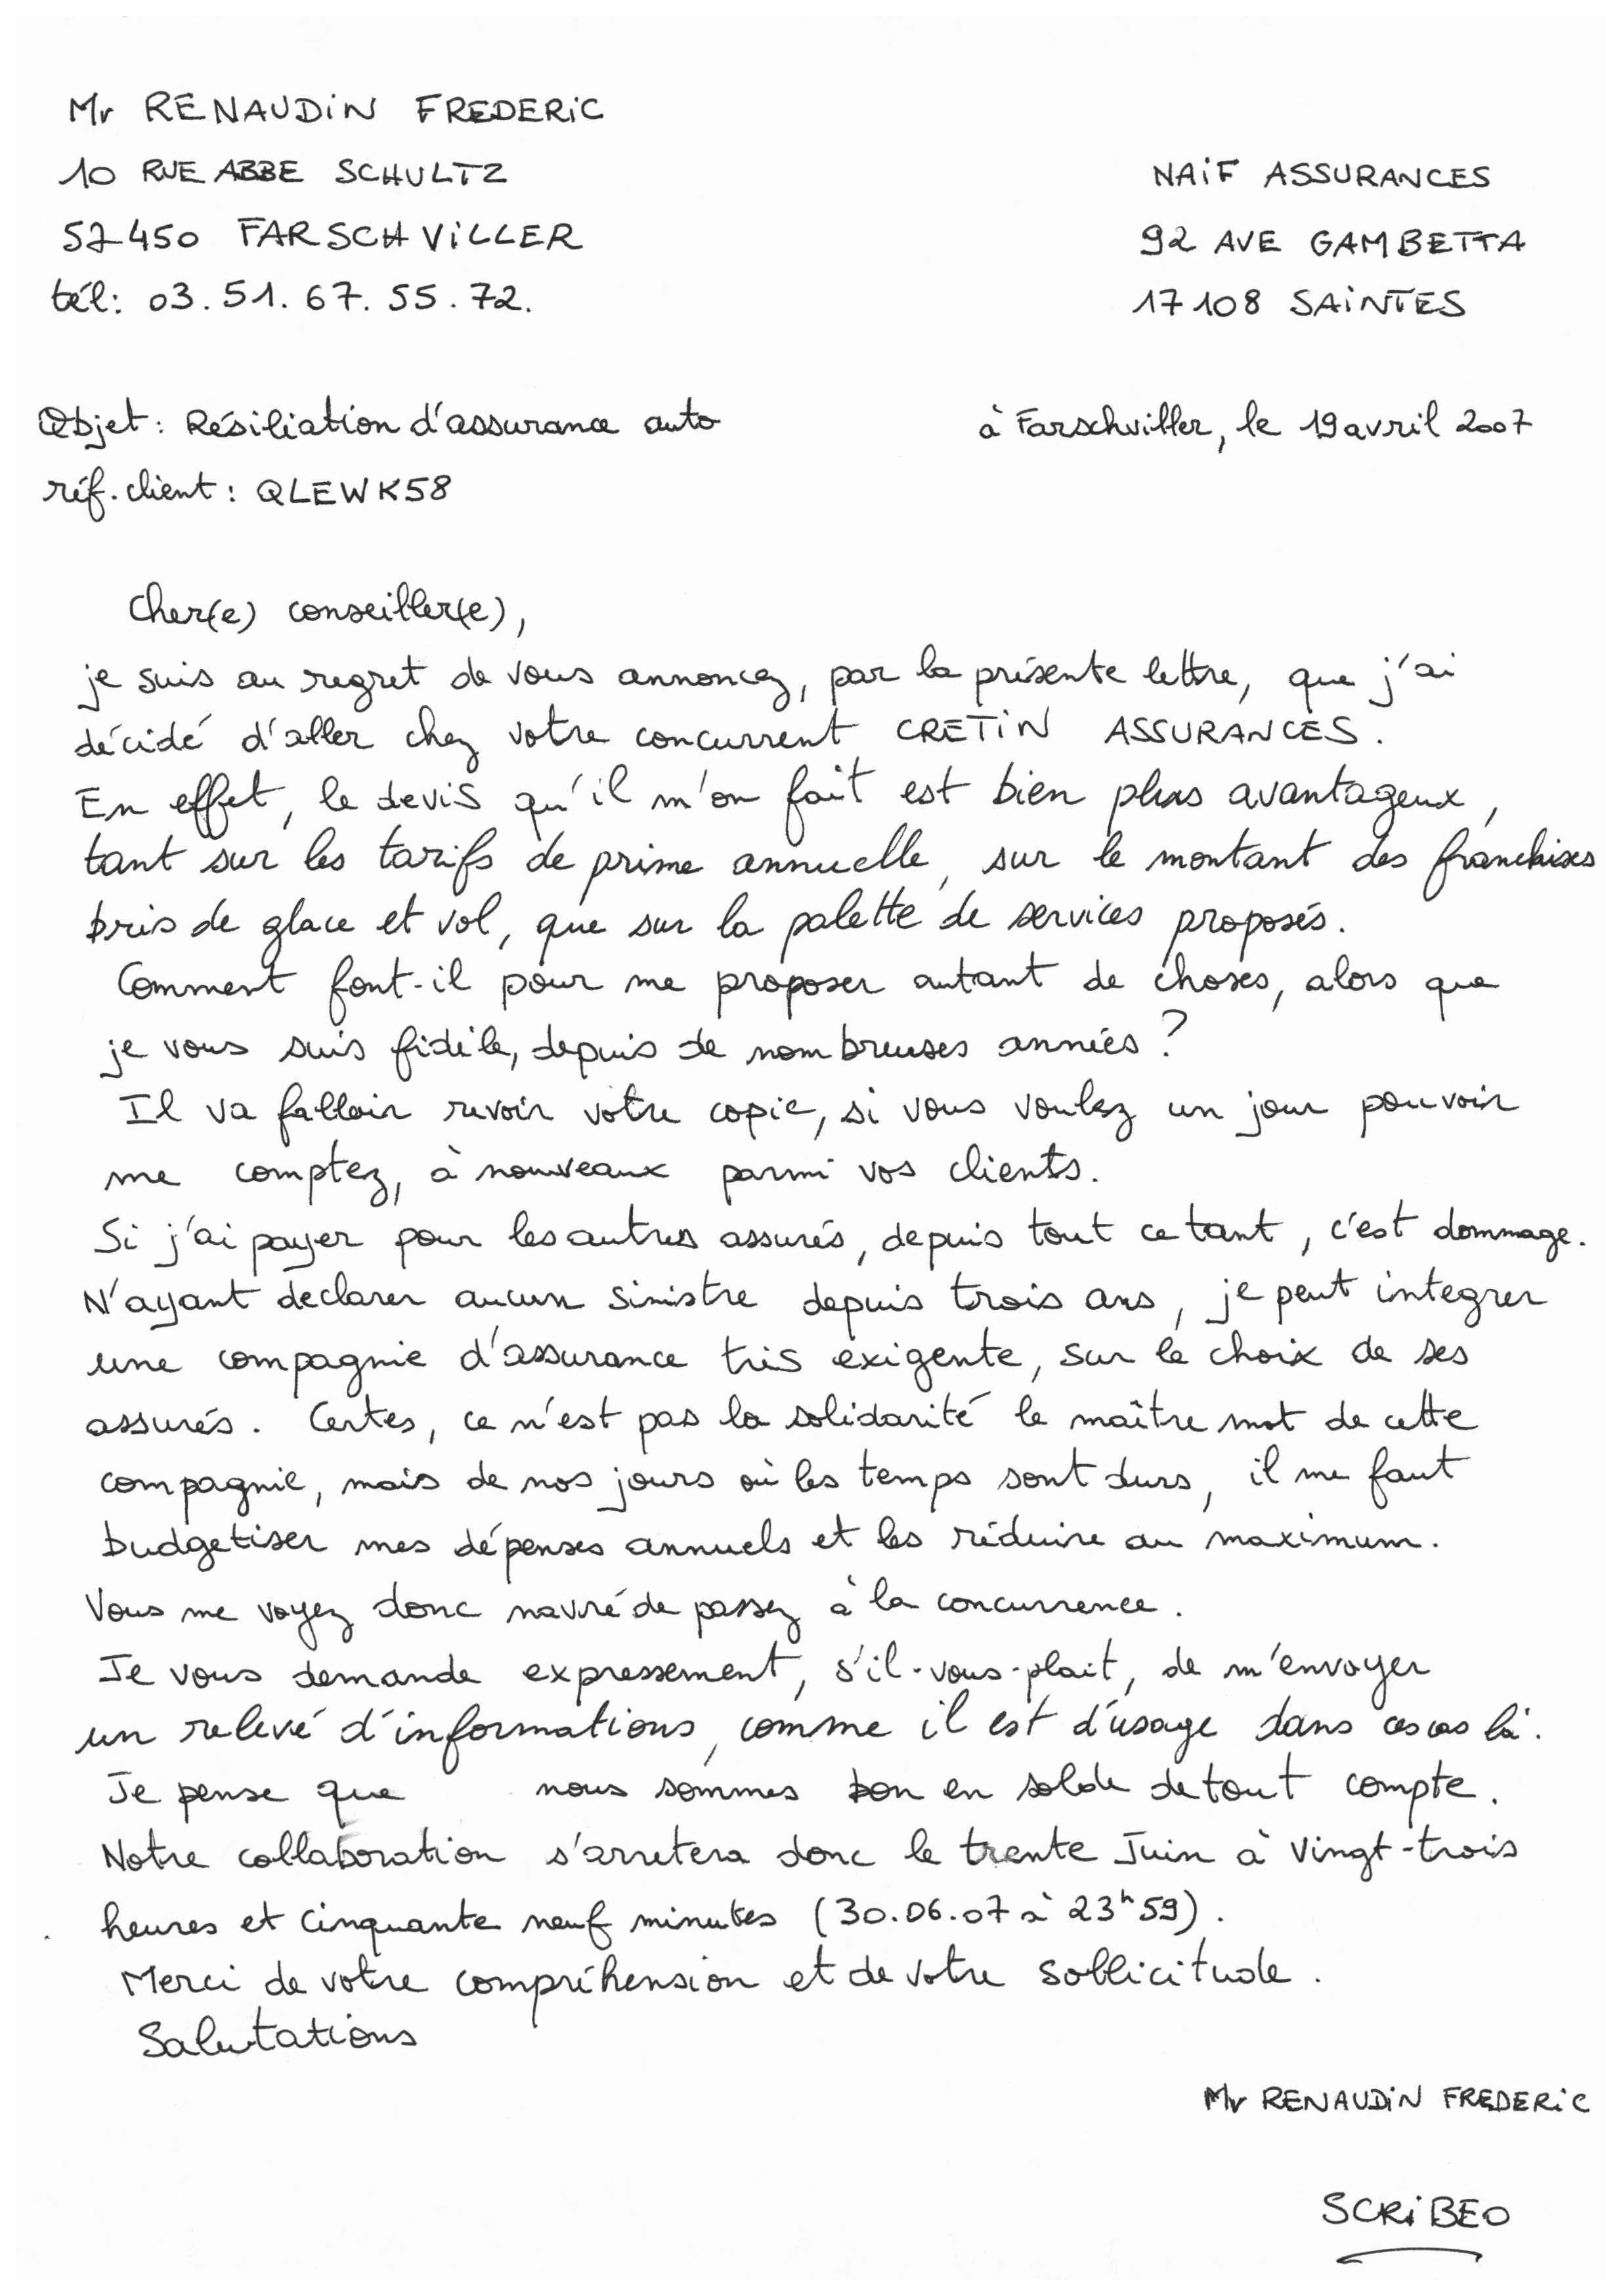 Mr RENAUDIN FREDERIC
10 RUE ABBE SCHULTZ
57450 FARSCHVILLER
tél: 03.51.67.55.72.
NAIF ASSURANCES
92 AVE GAMBETTA
17108 SAINTES
Objet: Résiliation d'assurance auto
réf. client: QLEWK58
à Farschviller, le 19 avril 2007
Cher(e) conseiller(e),
je suis au regret de vous annoncez, par la présente lettre, que j'ai
décidé d'aller chez votre concurrent CRETIN ASSURANCES.
En effet, le devis qu'il m'on fait est bien plus avantageux,
tant sur les tarifs de prime annuelle, sur le montant des franchises
bris de glace et vol, que sur la palette de services proposés.
Comment font-il pour me proposer autant de choses, alors que
je vous suis fidèle, depuis de nombreuses années?
Il va falloir revoir votre copie, si vous voulez un jour pouvoir
me comptez, à nouveaux parmi vos clients.
Si j'ai payer pour les autres assurés, depuis tout ce tant, c'est dommage.
N'ayant declarer aucun sinistre depuis trois ans, je peut integrer
une compagnie d'assurance très exigente, sur le choix de ses
assurés. Certes, ce n'est pas la solidarité le maître mot de cette
compagnie, mais de nos jours où les temps sont durs, il me faut
budgetiser mes dépenses annuels et les réduire au maximum.
Vous me voyez donc navré de passez à la concurrence.
Je vous demande expressement, s'il-vous-plait, de m'envoyer
un relevé d'informations, comme il est d'usage dans ces cas là.
Je pense que nous sommes bon en solde de tout compte.
Notre collaboration s'arretera donc le trente Juin à vingt-trois
heures et cinquante neuf minutes (30.06.07 à 23h59).
Merci de votre compréhension et de votre sollicitude.
Salutations
Mr RENAUDIN FREDERIC
SCRIBEO